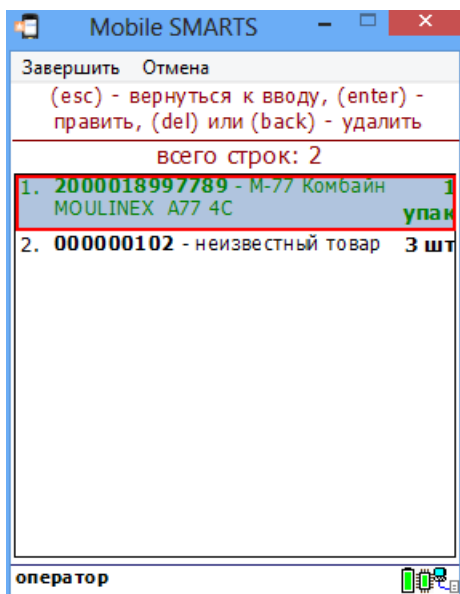 Mobile SMARTS
Завершить Отмена
(esc) - вернуться к вводу, (enter) -
править, (del) или (back) - удалить
всего строк: 2
1. 2000018997789 - М-77 Комбайн 1
MOULINEX A77 4C упак
2. 000000102 - неизвестный товар 3 шт
оператор